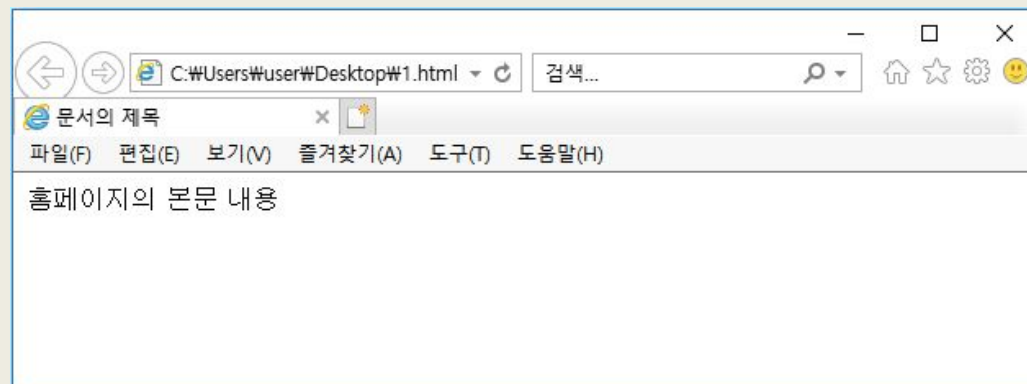 C:₩Users₩user₩Desktop₩1.html
검색...
문서의 제목
파일(F) 편집(E) 보기(V) 즐겨찾기(A) 도구(T) 도움말(H)
홈페이지의 본문 내용